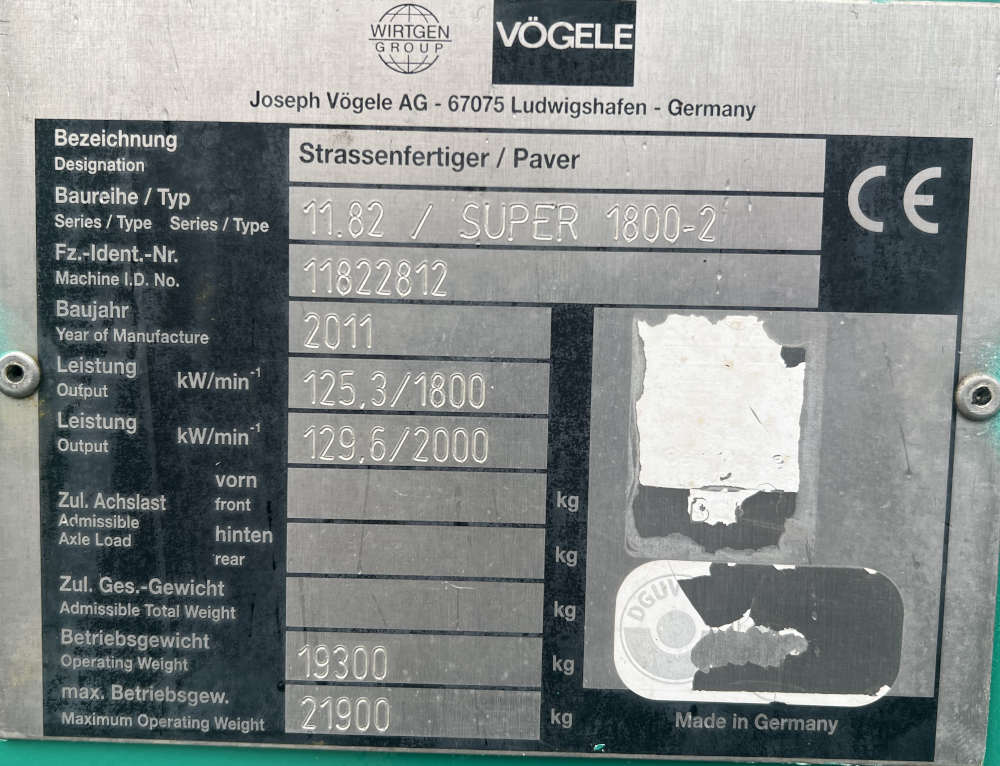 WIRTGEN
GROUP
VÖGELE
Joseph Vögele AG - 67075 Ludwigshafen - Germany
Bezeichnung
Designation
Strassenfertiger / Paver
CE
Baureihe / Typ
Series / Type Series / Type
11.82 / SUPER 1800-2
Fz.-Ident.-Nr.
Machine I.D. No.
11822812
Baujahr
Year of Manufacture
2011
Leistung
Output
kW/min-1
125,3/1800
Leistung
Output
kW/min-1
129,6/2000
Zul. Achslast
Admissible
Axle Load
vorn
front
kg
hinten
rear
kg
Zul. Ges.-Gewicht
Admissible Total Weight
kg
Betriebsgewicht
Operating Weight
19300
kg
max. Betriebsgew.
Maximum Operating Weight
21900
kg
DGUV
Made in Germany